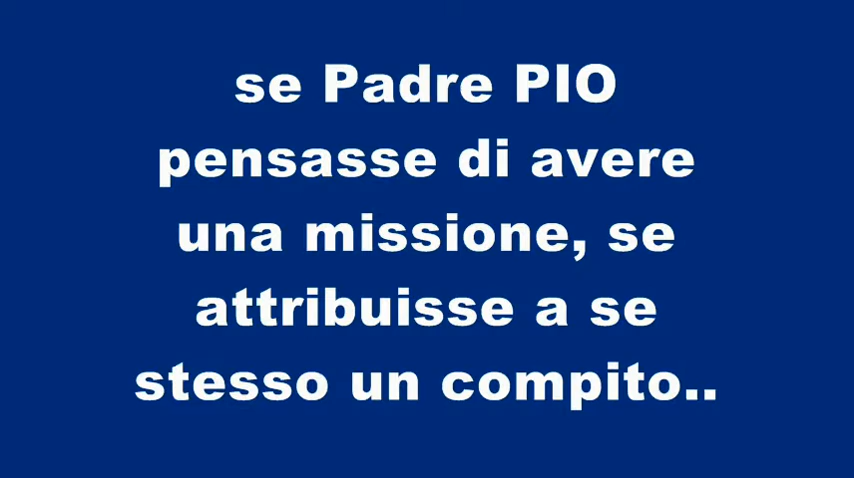 se Padre PIO
pensasse di avere
una missione, se
attribuisse a se
stesso un compito..